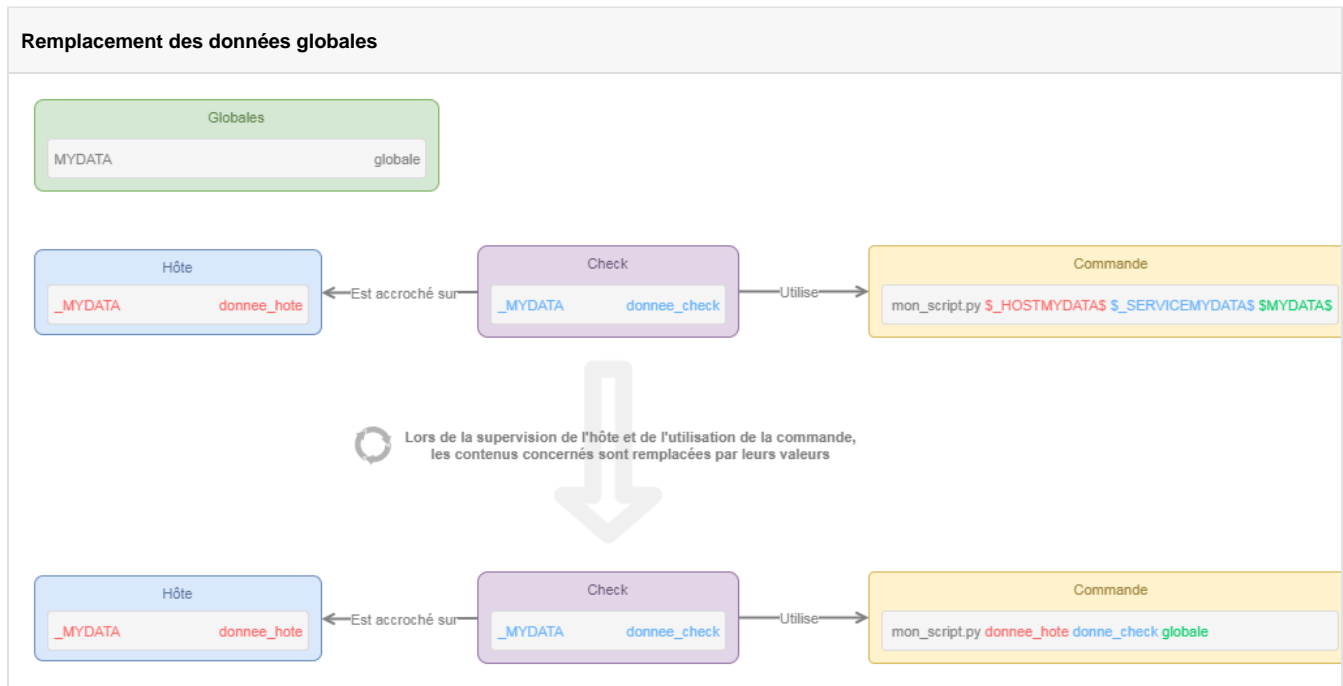 Remplacement des données globales
Globales
MYDATA globale
Hôte
_MYDATA donnee_hote
Est accroché sur
Check
_MYDATA donnee_check
Utilise
Commande
mon_script.py $_HOSTMYDATA$ $_SERVICEMYDATA$ $MYDATA$
Lors de la supervision de l'hôte et de l'utilisation de la commande,
les contenus concernés sont remplacées par leurs valeurs
Hôte
_MYDATA donnee_hote
Est accroché sur
Check
_MYDATA donnee_check
Utilise
Commande
mon_script.py donnee_hote donne_check globale